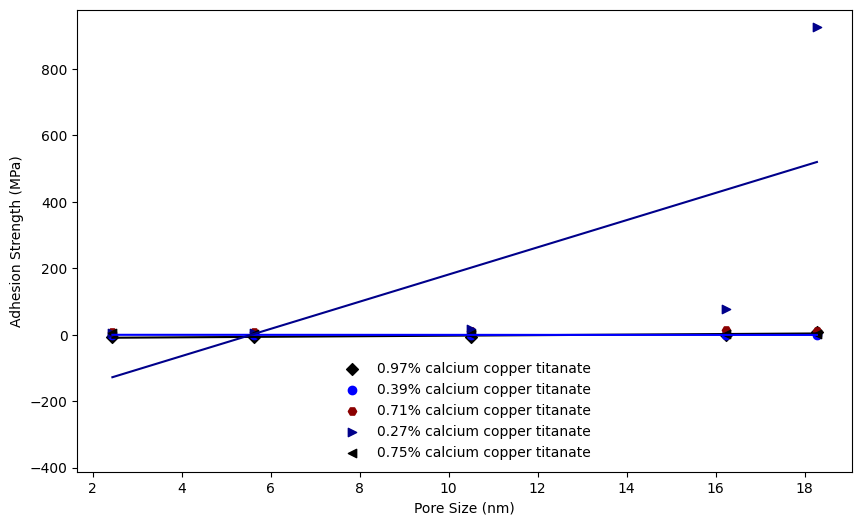 800
600
400
200
0
−200
−400
2 4 6 8 10 12 14 16 18
Adhesion Strength (MPa)
Pore Size (nm)
0.97% calcium copper titanate
0.39% calcium copper titanate
0.71% calcium copper titanate
0.27% calcium copper titanate
0.75% calcium copper titanate